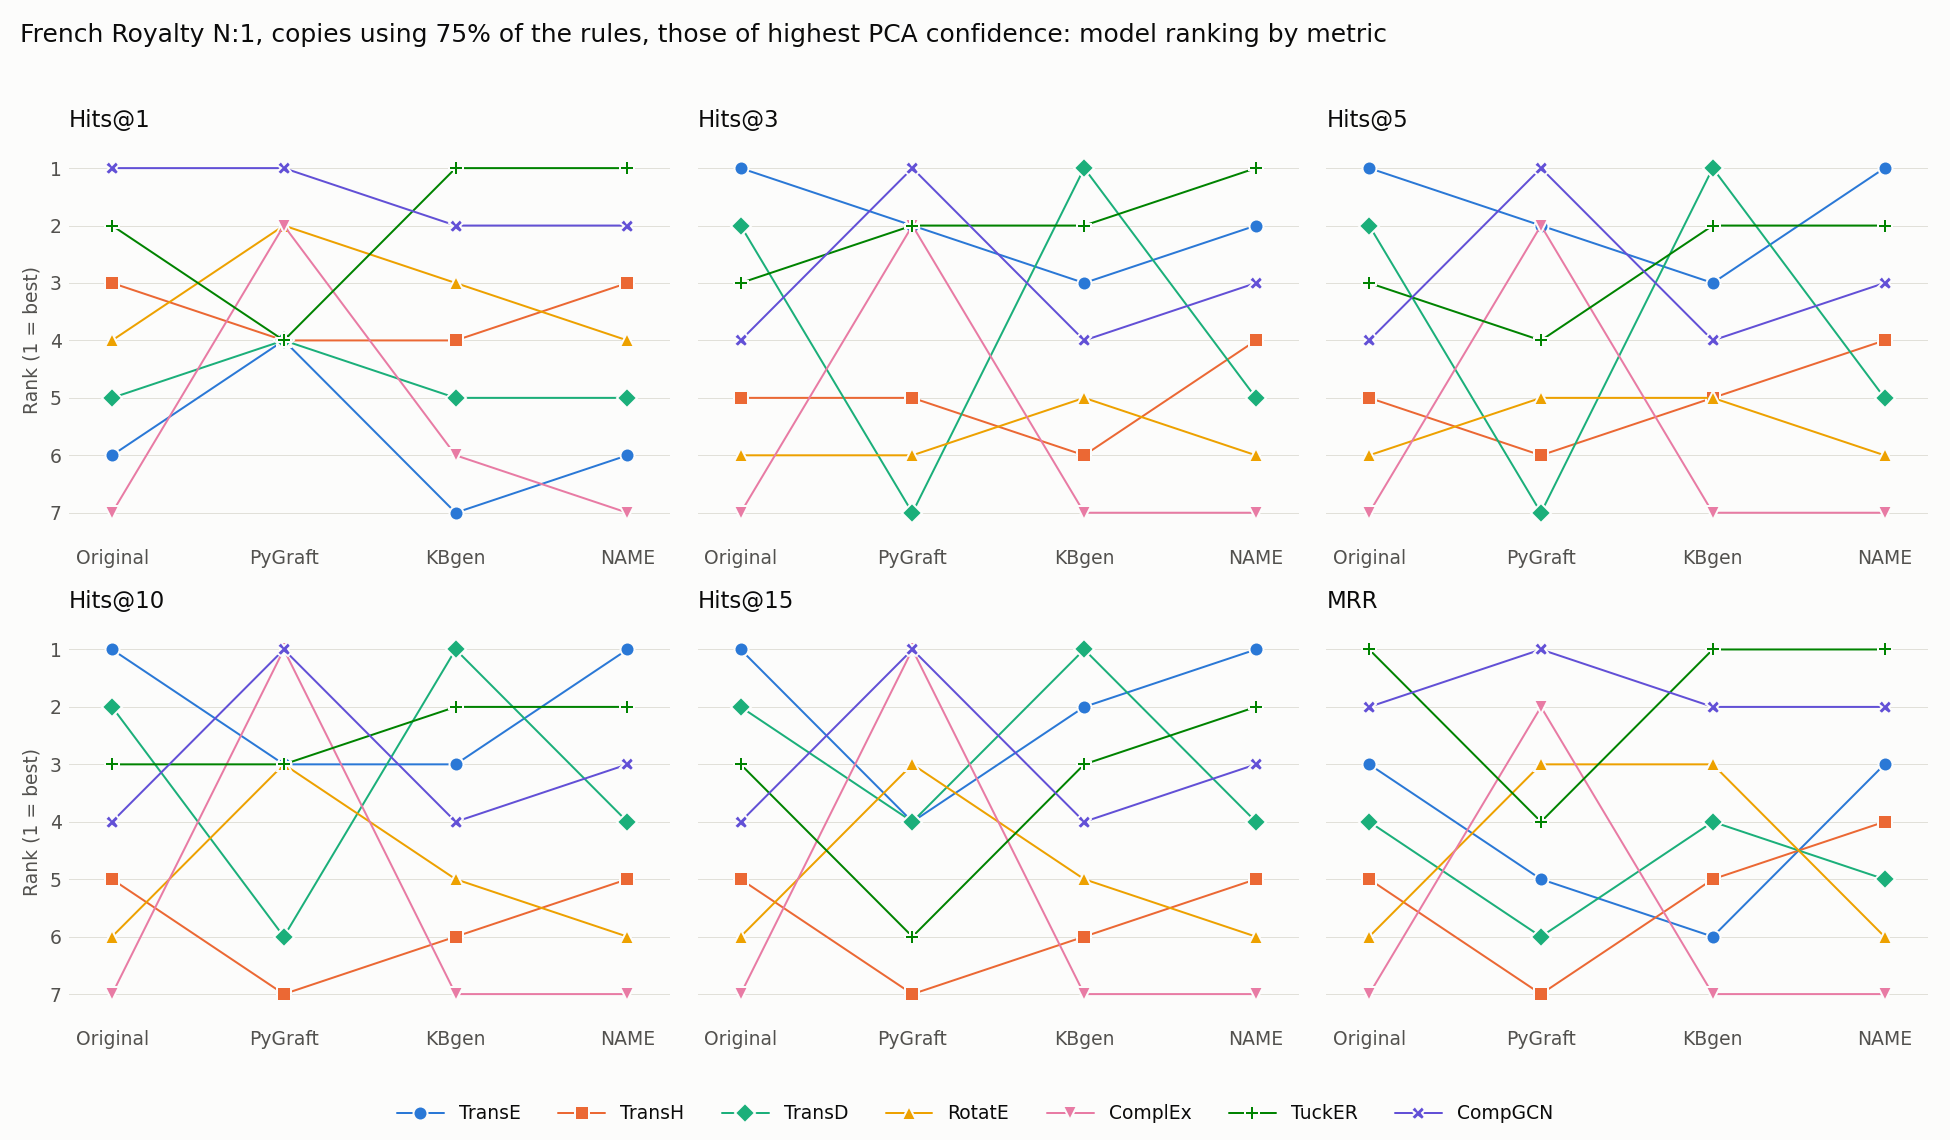 French Royalty N:1, copies using 75% of the rules, those of highest PCA confidence: model ranking by metric
Hits@1
Hits@3
Hits@5
Rank (1 = best)
1
2
3
4
5
6
7
Original PyGraft KBgen NAME
Original PyGraft KBgen NAME
Original PyGraft KBgen NAME
Hits@10
Hits@15
MRR
Rank (1 = best)
1
2
3
4
5
6
7
Original PyGraft KBgen NAME
Original PyGraft KBgen NAME
Original PyGraft KBgen NAME
TransE TransH TransD RotatE ComplEx TuckER CompGCN